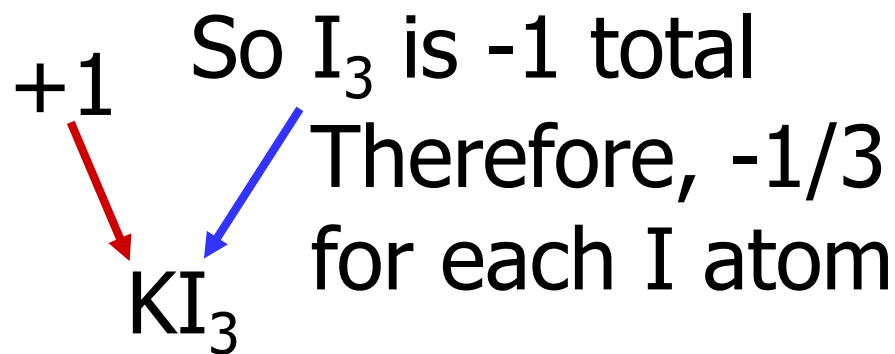 So I₃ is -1 total
+1
Therefore, -1/3
for each I atom
KI₃